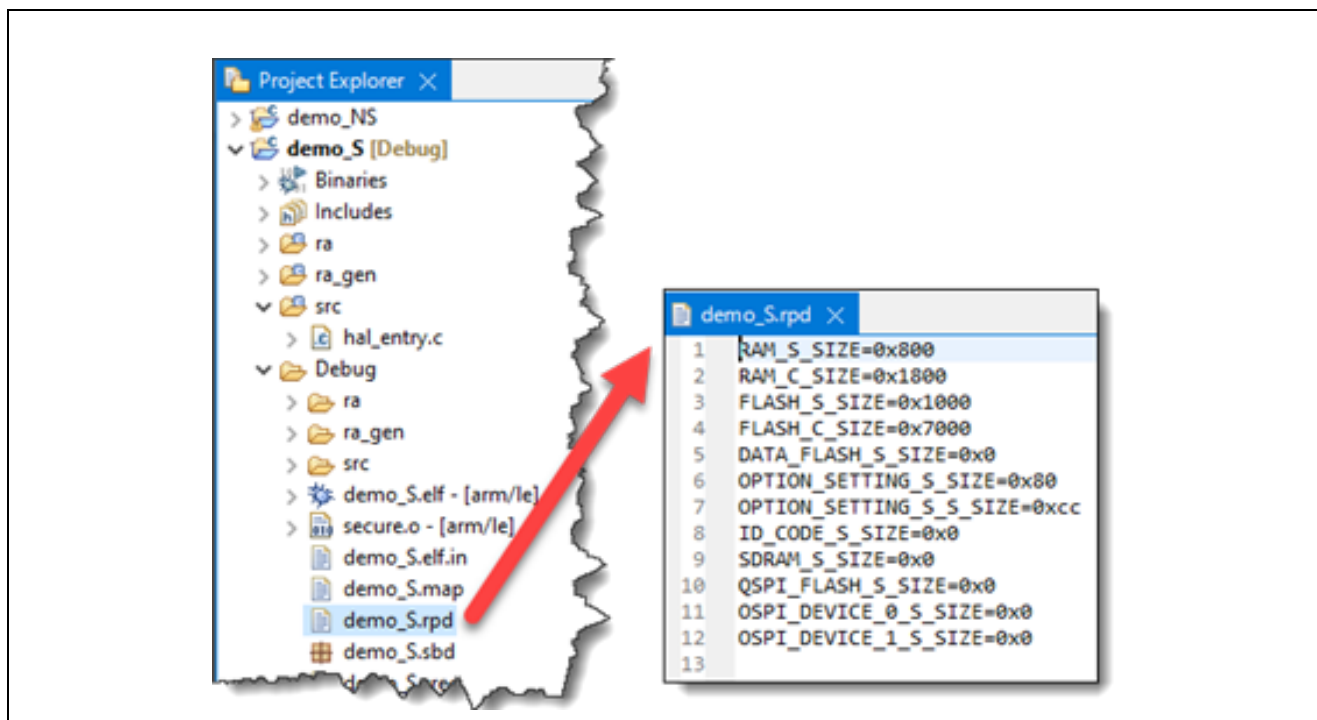 Project Explorer
demo_NS
demo_S [Debug]
Binaries
Includes
ra
ra_gen
src
hal_entry.c
Debug
ra
ra_gen
src
demo_S.elf - [arm/le]
secure.o - [arm/le]
demo_S.elf.in
demo_S.map
demo_S.rpd
demo_S.sbd
demo_S.rpd
1 RAM_S_SIZE=0x800
2 RAM_C_SIZE=0x1800
3 FLASH_S_SIZE=0x1000
4 FLASH_C_SIZE=0x7000
5 DATA_FLASH_S_SIZE=0x0
6 OPTION_SETTING_S_SIZE=0x80
7 OPTION_SETTING_S_S_SIZE=0xcc
8 ID_CODE_S_SIZE=0x0
9 SDRAM_S_SIZE=0x0
10 QSPI_FLASH_S_SIZE=0x0
11 OSPI_DEVICE_0_S_SIZE=0x0
12 OSPI_DEVICE_1_S_SIZE=0x0
13